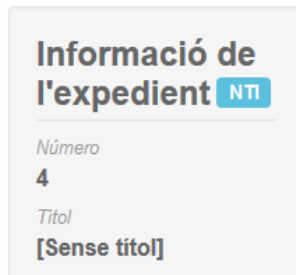 Informació de
l'expedient NTI
Número
4
Títol
[Sense títol]